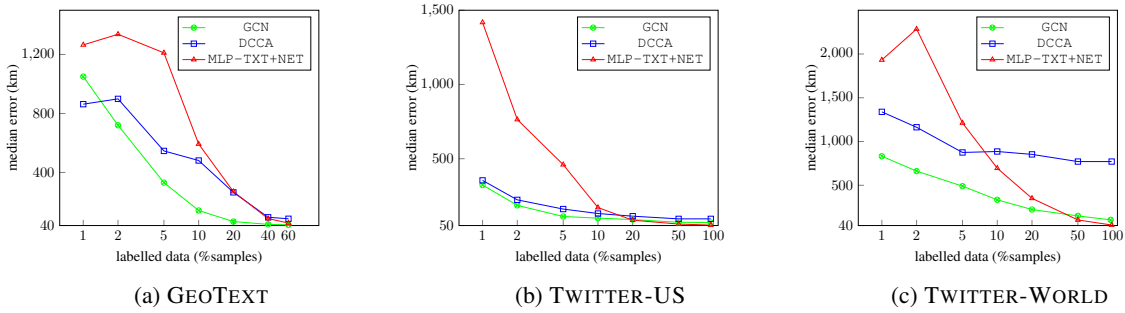 1,200
800
400
40
1 2 5 10 20 40 60
median error (km)
labelled data (%samples)
GCN
DCCA
MLP-TXT+NET
(a) GEOTEXT
1,500
1,000
500
50
1 2 5 10 20 50 100
median error (km)
labelled data (%samples)
GCN
DCCA
MLP-TXT+NET
(b) TWITTER-US
2,000
1,500
1,000
500
40
1 2 5 10 20 50 100
median error (km)
labelled data (%samples)
GCN
DCCA
MLP-TXT+NET
(c) TWITTER-WORLD